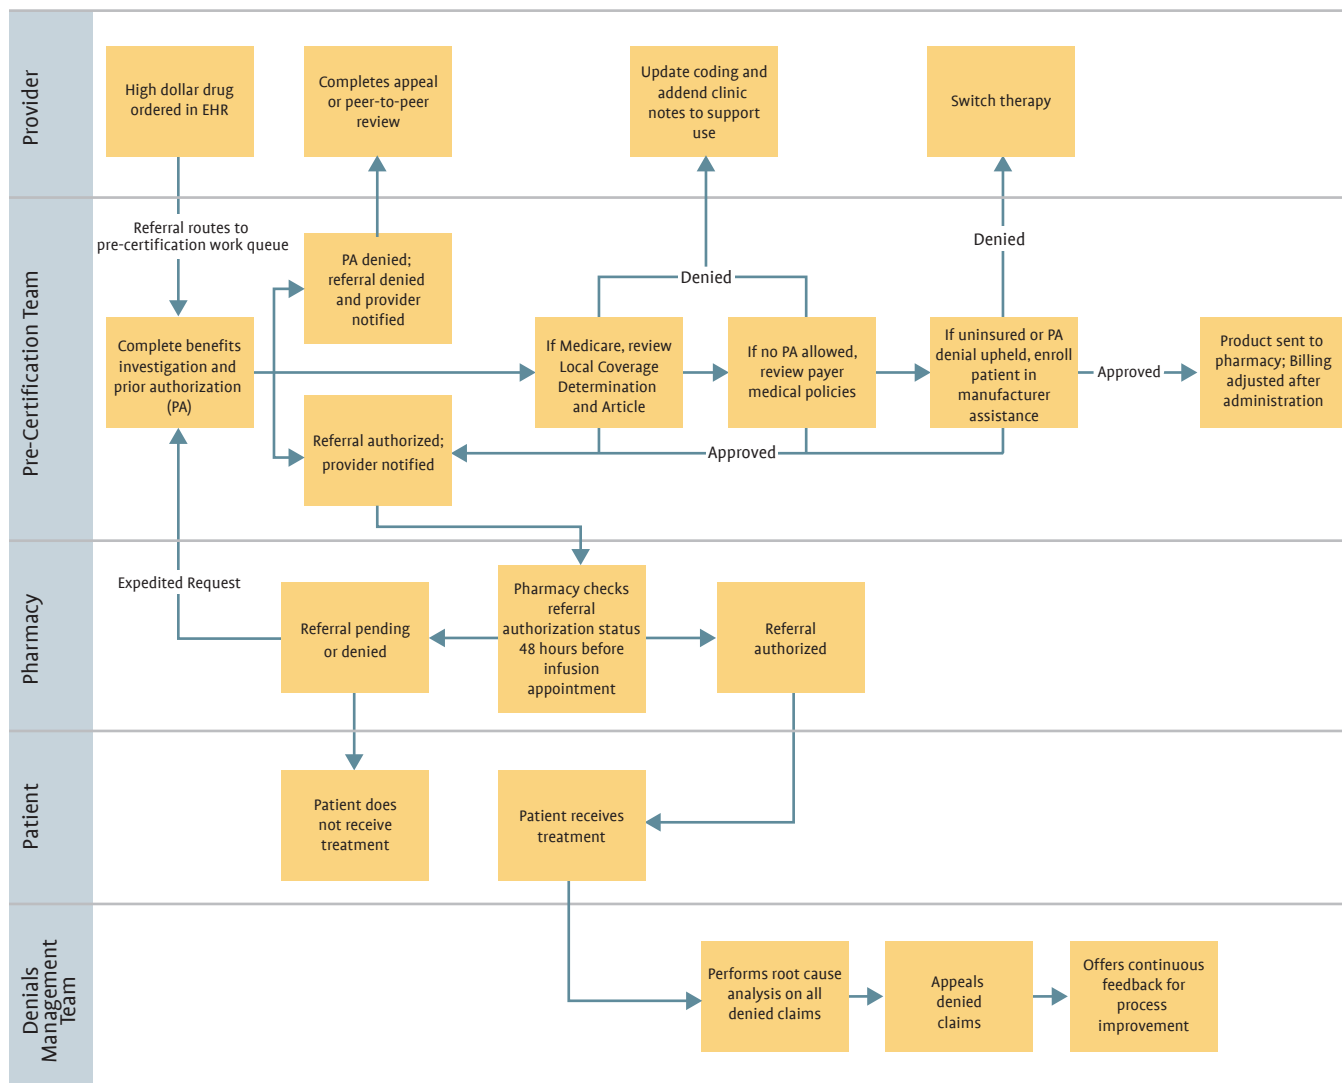 Provider
High dollar drug
ordered in EHR
Completes appeal
or peer-to-peer
review
Update coding and
addend clinic
notes to support
use
Switch therapy
Pre-Certification Team
Referral routes to
pre-certification work queue
PA denied;
referral denied
and provider
notified
Denied
Denied
Complete benefits
investigation and
prior authorization
(PA)
If Medicare, review
Local Coverage
Determination
and Article
If no PA allowed,
review payer
medical policies
If uninsured or PA
denial upheld, enroll
patient in
manufacturer
assistance
Approved
Product sent to
pharmacy; Billing
adjusted after
administration
Referral authorized;
provider notified
Approved
Pharmacy
Expedited Request
Referral pending
or denied
Pharmacy checks
referral
authorization status
48 hours before
infusion
appointment
Referral
authorized
Patient
Patient does
not receive
treatment
Patient receives
treatment
Denials
Management
Team
Performs root cause
analysis on all
denied claims
Appeals
denied
claims
Offers continuous
feedback for
process
improvement